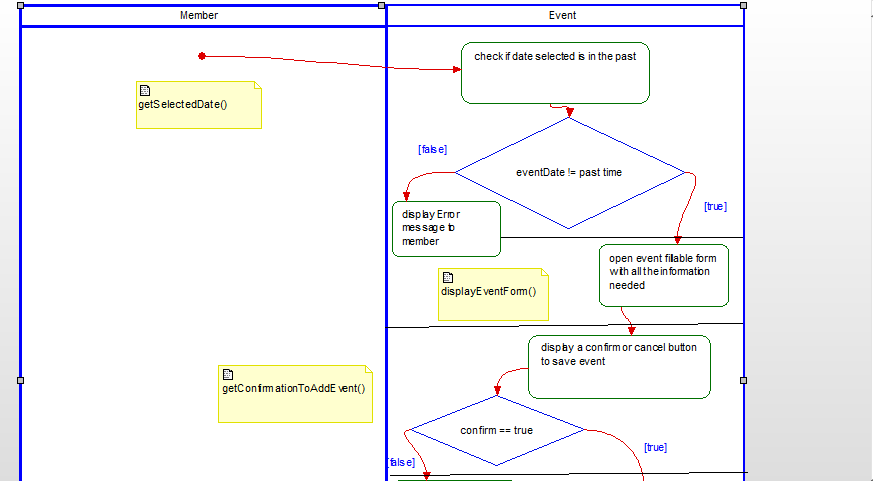 Member
Event
check if date selected is in the past
getSelectedDate()
[false]
eventDate != past time
[true]
display Error
message to
member
open event fillable form
with all the information
needed
displayEventForm()
display a confirm or cancel button
to save event
getConfirmationToAddEvent()
confirm == true
[true]
[false]